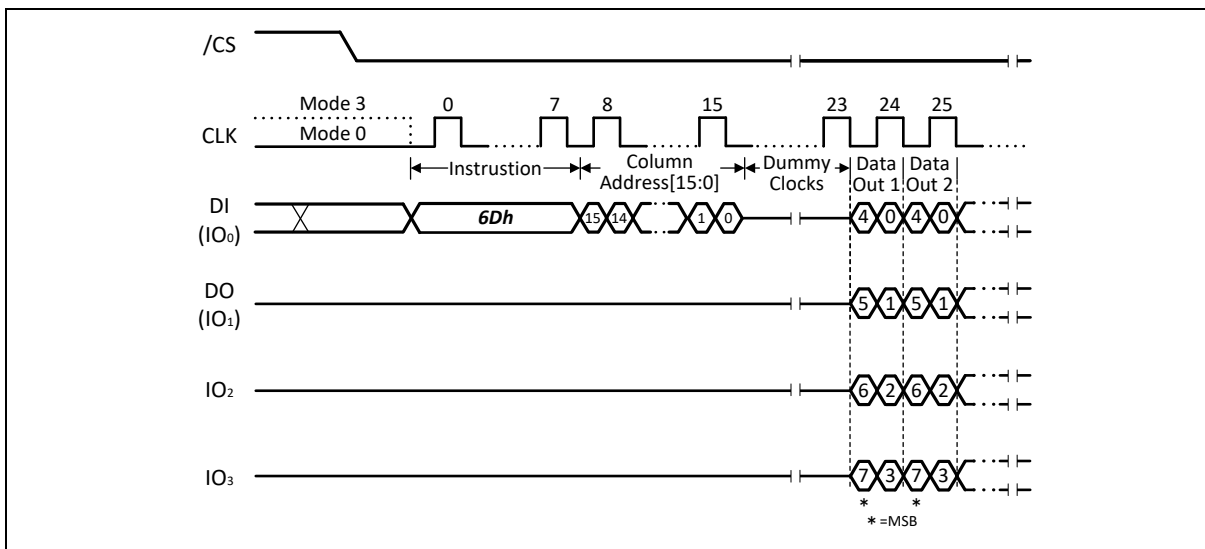 /CS
Mode 3
Mode 0
CLK
0 7 8 15 23 24 25
Instrustion
Column
Address[15:0]
Dummy
Clocks
Data
Out 1
Data
Out 2
DI
(IO₀)
6Dh
15 14 1 0
4 0 4 0
DO
(IO₁)
5 1 5 1
IO₂
6 2 6 2
IO₃
7 3 7 3
* *
* =MSB